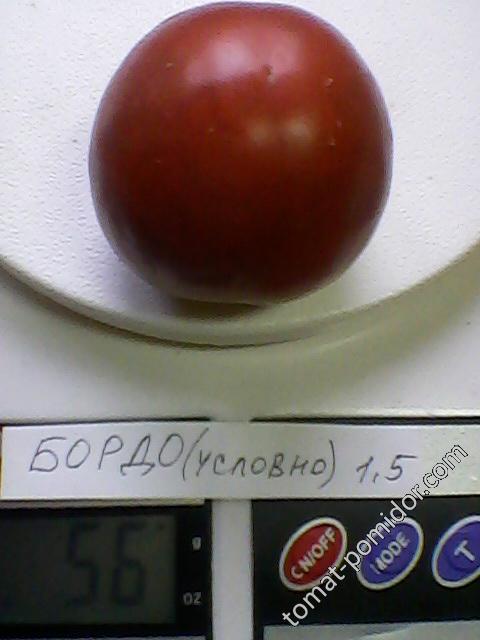 БОРДО (условно) 1,5
56
g
oz
ON/OFF
MODE
T
tomat-pomidor.com